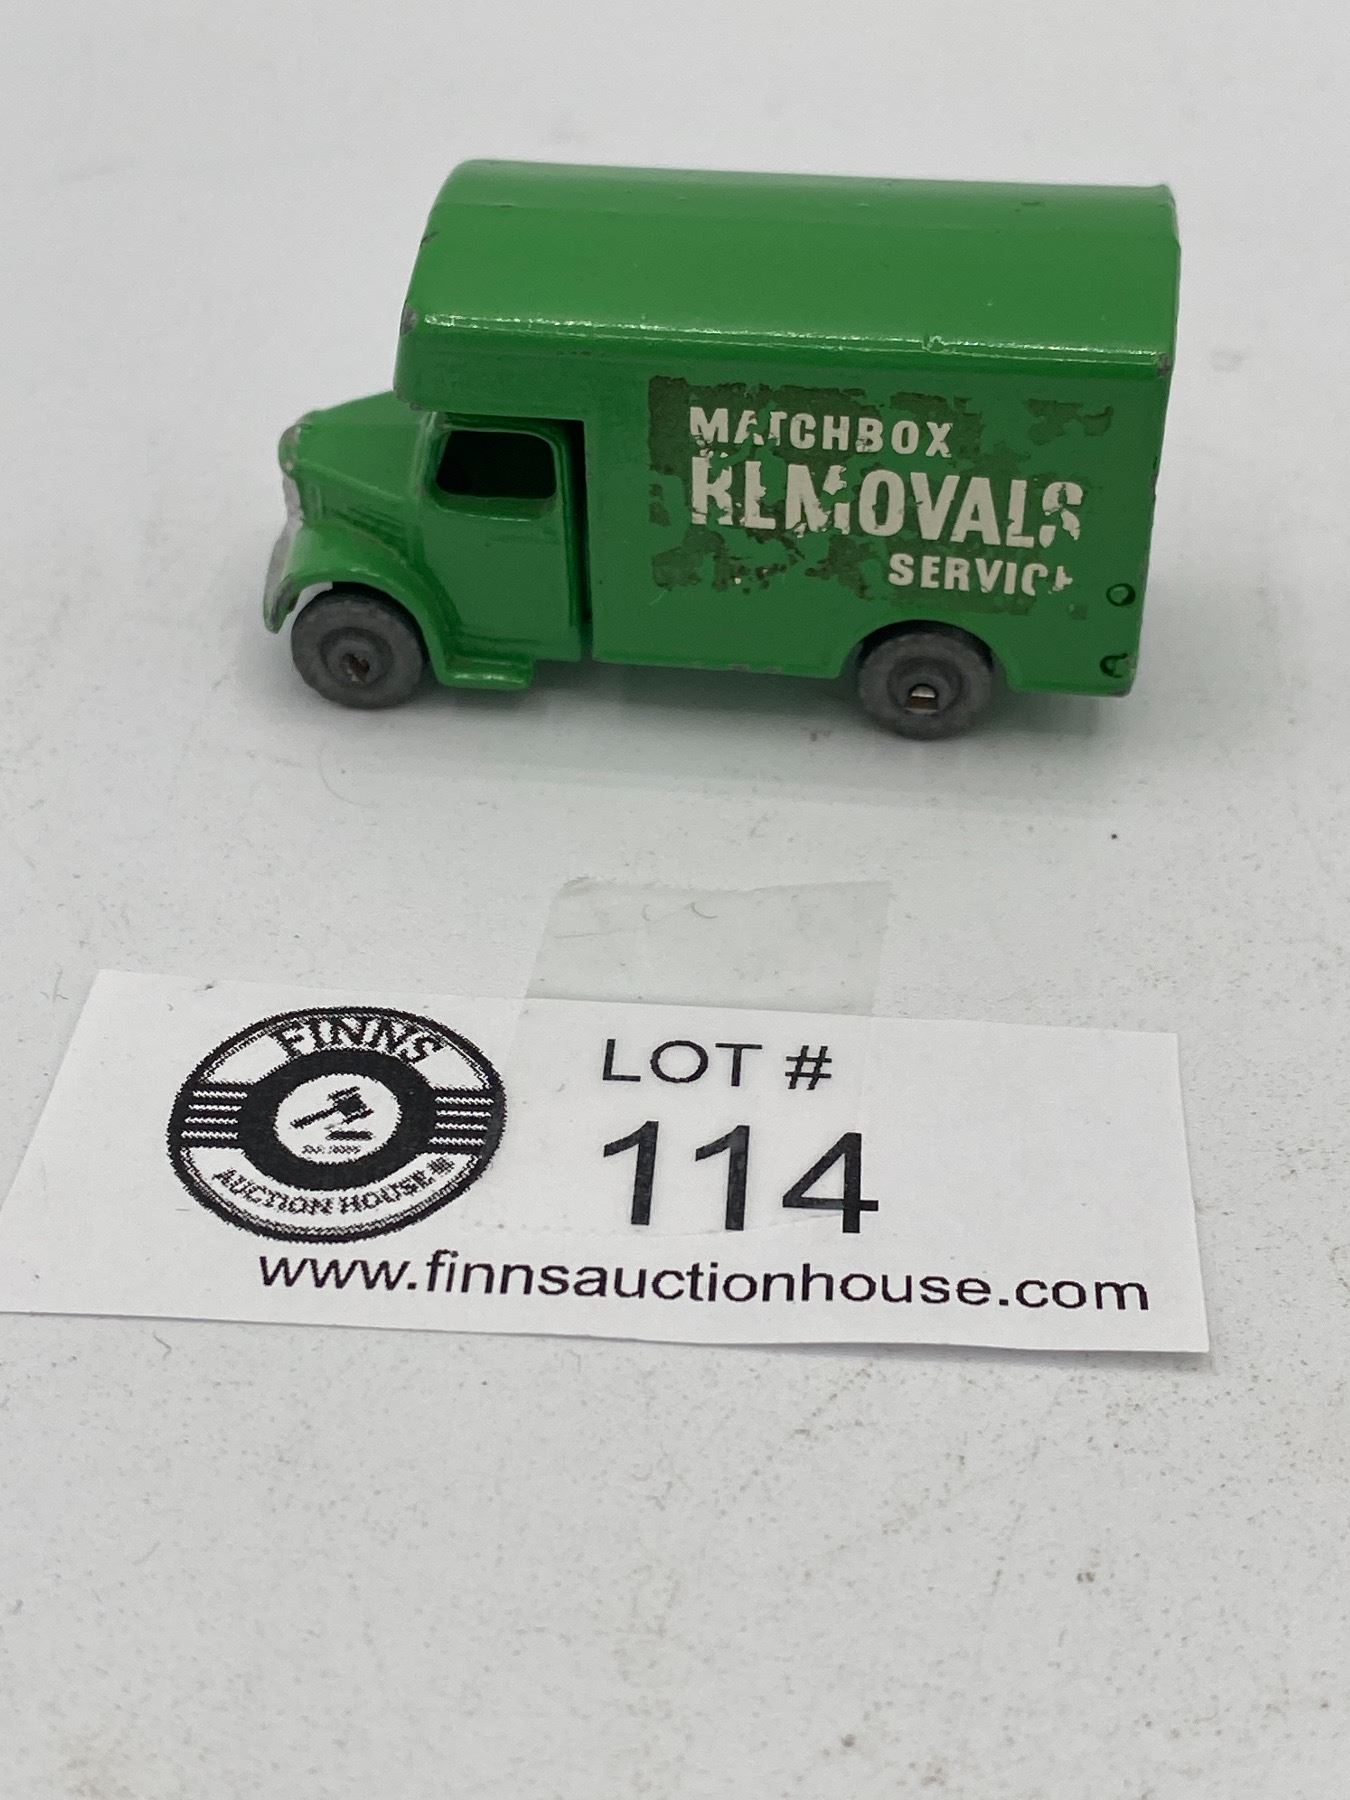 MATCHBOX
REMOVALS
SERVICE
FINNS
AUCTION HOUSE
LOT #
114
www.finnsauctionhouse.com